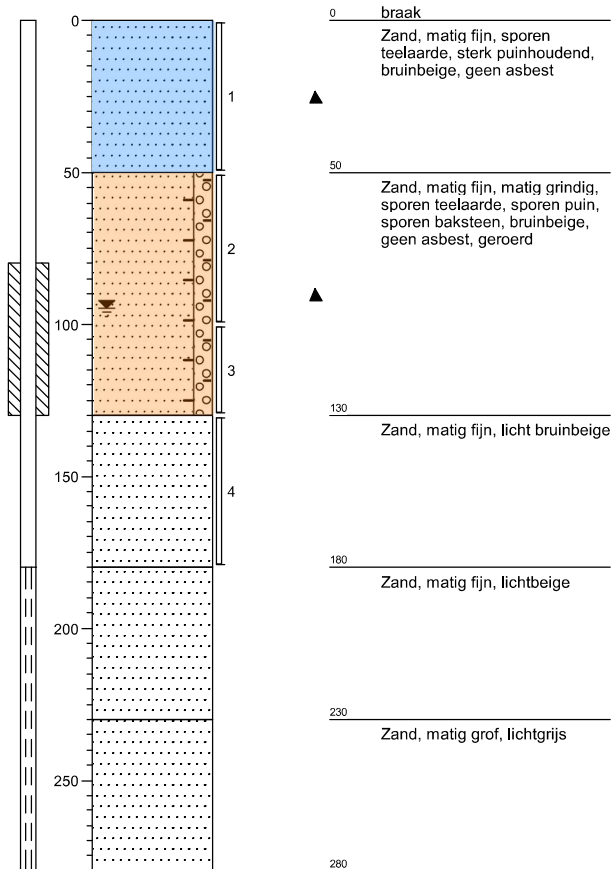 0
50
100
150
200
250
1
2
3
4
0
braak
Zand, matig fijn, sporen
teelaarde, sterk puinhoudend,
bruinbeige, geen asbest
50
Zand, matig fijn, matig grindig,
sporen teelaarde, sporen puin,
sporen baksteen, bruinbeige,
geen asbest, geroerd
130
Zand, matig fijn, licht bruinbeige
180
Zand, matig fijn, lichtbeige
230
Zand, matig grof, lichtgrijs
280